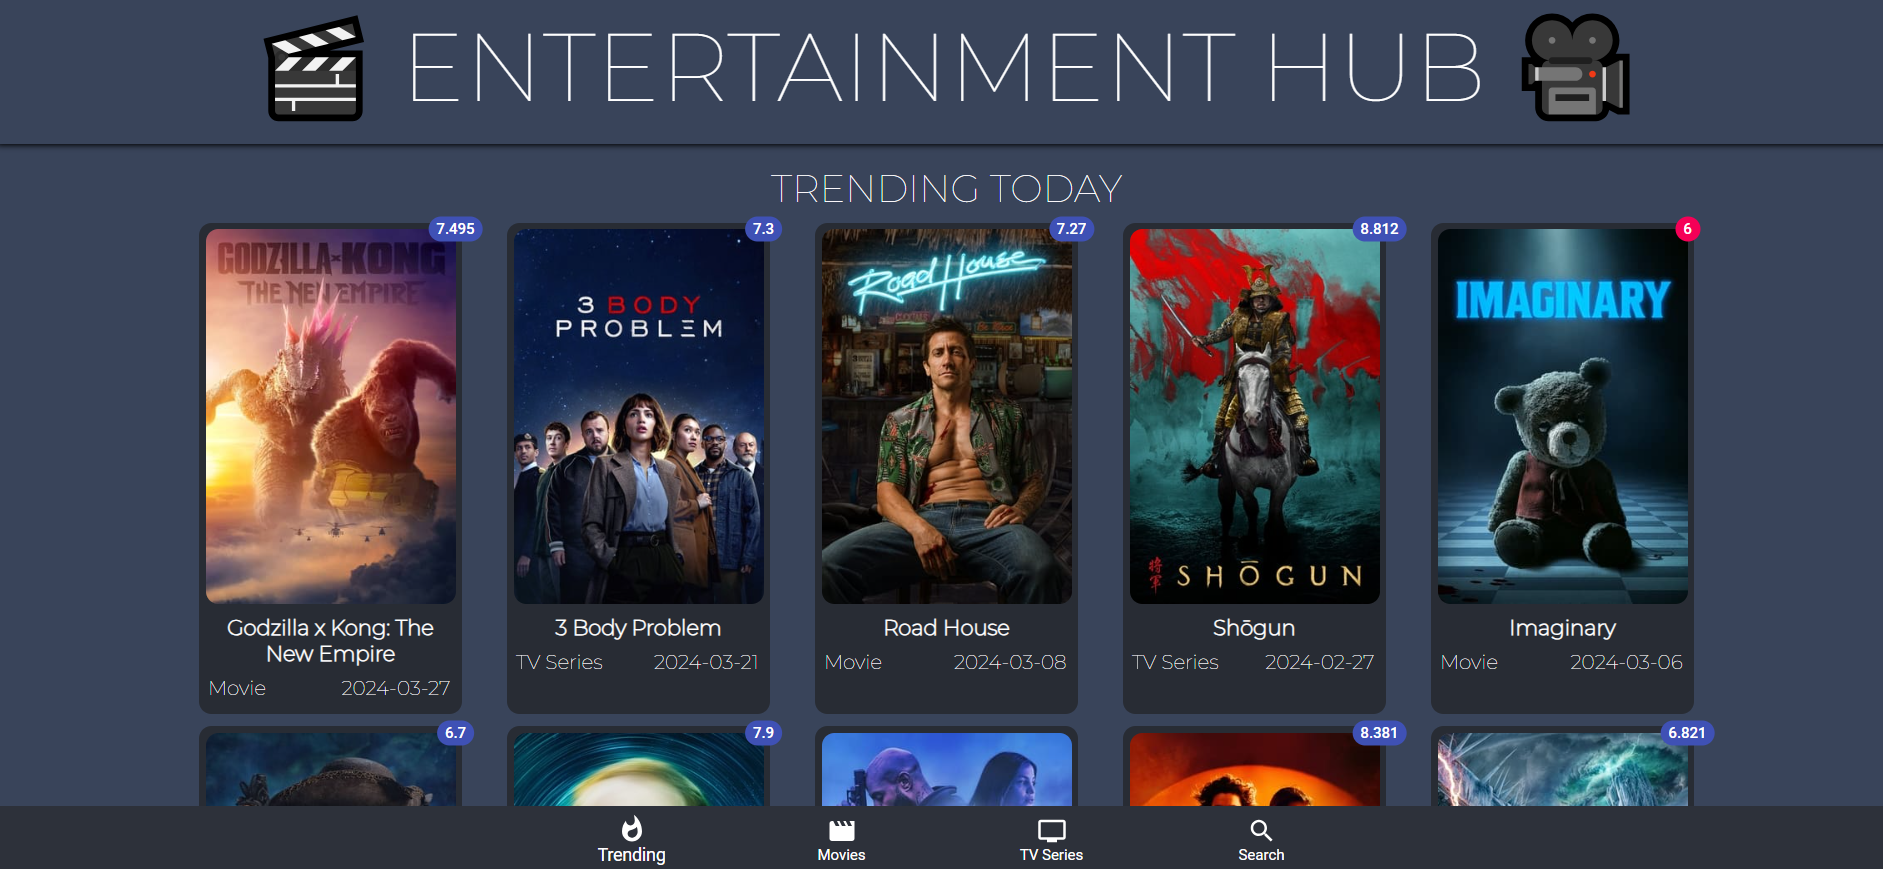 ENTERTAINMENT HUB
TRENDING TODAY
7.495
GODZILLA x KONG
THE NEW EMPIRE
Godzilla x Kong: The
New Empire
Movie 2024-03-27
7.3
3 BODY
PROBLEM
3 Body Problem
TV Series 2024-03-21
7.27
Road House
Road House
Movie 2024-03-08
8.812
将軍
SHŌGUN
Shōgun
TV Series 2024-02-27
6
IMAGINARY
Imaginary
Movie 2024-03-06
6.7
7.9
8.381
6.821
Trending
Movies
TV Series
Search